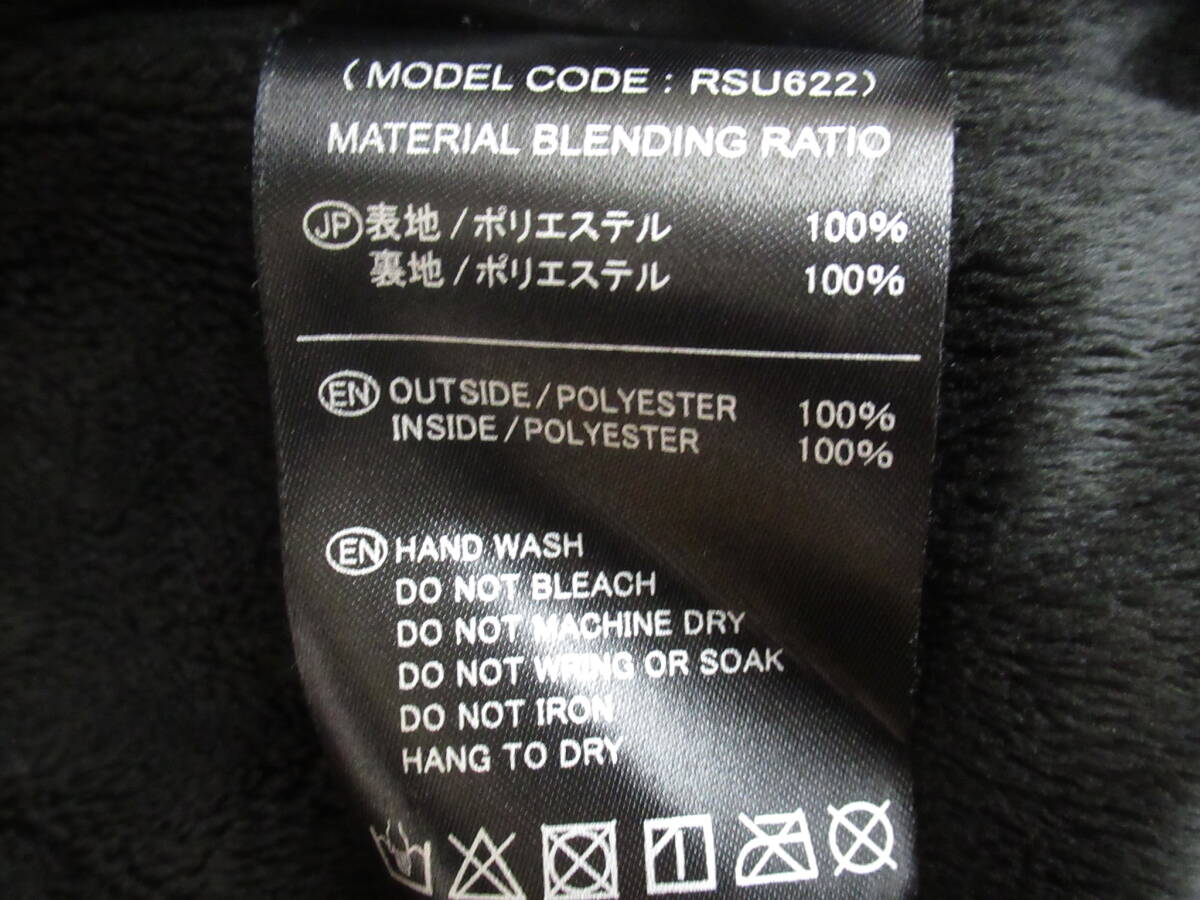 (MODEL CODE : RSU622)
MATERIAL BLENDING RATIO
JP 表地/ポリエステル 100%
裏地/ポリエステル 100%
EN OUTSIDE/POLYESTER 100%
INSIDE/POLYESTER 100%
EN HAND WASH
DO NOT BLEACH
DO NOT MACHINE DRY
DO NOT WRING OR SOAK
DO NOT IRON
HANG TO DRY